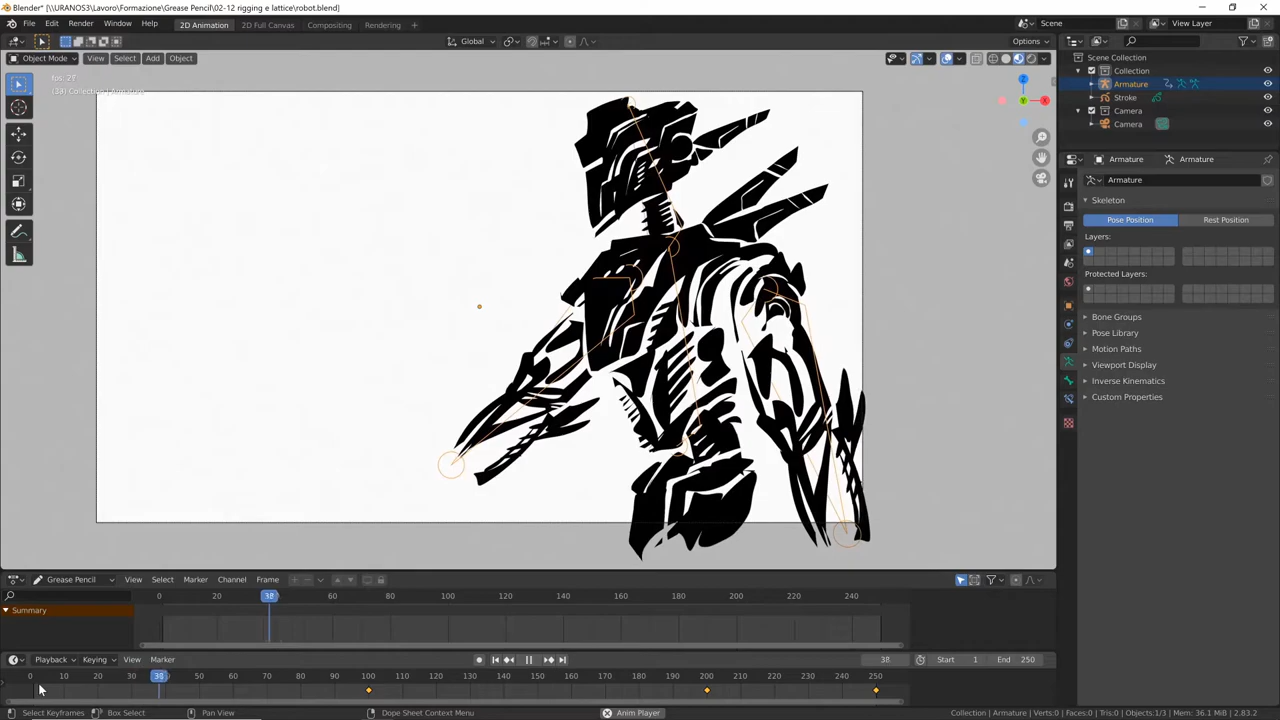 Blender* [\\URANOS3\Lavoro\Formazione\Grease Pencil\02-12 rigging e lattice\robot.blend]
File Edit Render Window Help 2D Animation 2D Full Canvas Compositing Rendering Scene View Layer
Global Options
Object Mode View Select Add Object
Scene Collection
Collection
Armature
Stroke
Camera
Camera
(38) Collection | Armature
Armature Armature
Armature
Skeleton
Pose Position Rest Position
Layers:
Protected Layers:
Bone Groups
Pose Library
Motion Paths
Viewport Display
Inverse Kinematics
Custom Properties
Grease Pencil View Select Marker Channel Frame
0 20 38 60 80 100 120 140 160 180 200 220 240
Summary
Playback Keying View Marker 38 Start 1 End 250
0 10 20 30 38 50 60 70 80 90 100 110 120 130 140 150 160 170 180 190 200 210 220 230 240 250
Select Keyframes Box Select Pan View Dope Sheet Context Menu Anim Player Collection | Armature Verts:0 | Faces:0 | Tris:0 | Objects:1/3 | Mem: 36.1 MiB | 2.83.2